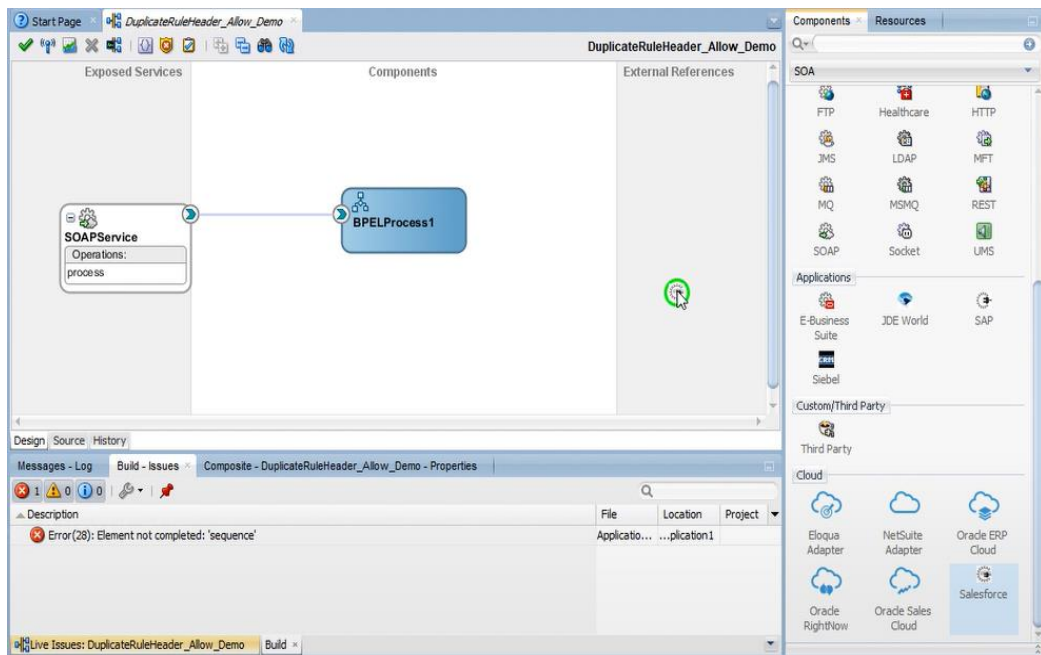 Start Page
DuplicateRuleHeader_Allow_Demo
DuplicateRuleHeader_Allow_Demo
Exposed Services
Components
External References
SOAPService
Operations:
process
BPELProcess1
Design Source History
Messages - Log
Build - Issues
Composite - DuplicateRuleHeader_Allow_Demo - Properties
1 0 0
Description
File
Location
Project
Error(28): Element not completed: 'sequence'
Applicatio...
...plication1
Live Issues: DuplicateRuleHeader_Allow_Demo
Build
Components
Resources
SOA
FTP
Healthcare
HTTP
JMS
LDAP
MFT
MQ
MSMQ
REST
SOAP
Socket
UMS
Applications
E-Business
Suite
JDE World
SAP
Siebel
Custom/Third Party
Third Party
Cloud
Eloqua
Adapter
NetSuite
Adapter
Oracle ERP
Cloud
Oracle
RightNow
Oracle Sales
Cloud
Salesforce